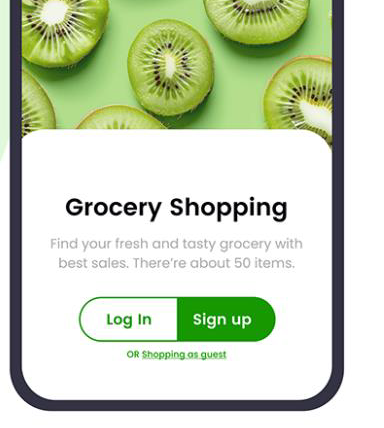 Grocery Shopping
Find your fresh and tasty grocery with
best sales. There're about 50 items.
Log In Sign up
OR Shopping as guest